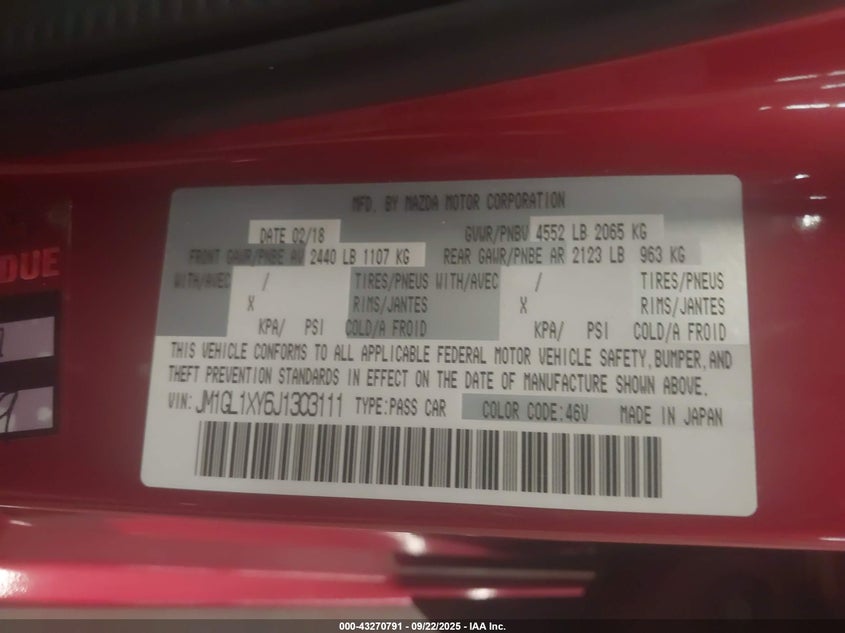 MFD. BY MAZDA MOTOR CORPORATION
DATE 02/18 GVWR/PNBV 4552 LB 2065 KG
FRONT GAWR/PNBE AV 2440 LB 1107 KG REAR GAWR/PNBE AR 2123 LB 963 KG
WITH/AVEC / TIRES/PNEUS WITH/AVEC / TIRES/PNEUS
X RIMS/JANTES X RIMS/JANTES
KPA/ PSI COLD/A FROID KPA/ PSI COLD/A FROID
THIS VEHICLE CONFORMS TO ALL APPLICABLE FEDERAL MOTOR VEHICLE SAFETY, BUMPER, AND
THEFT PREVENTION STANDARDS IN EFFECT ON THE DATE OF MANUFACTURE SHOWN ABOVE.
VIN: JM1GL1XY6J1303111 TYPE:PASS CAR COLOR CODE:46V MADE IN JAPAN
DUE
000-43270791 - 09/22/2025 - IAA Inc.